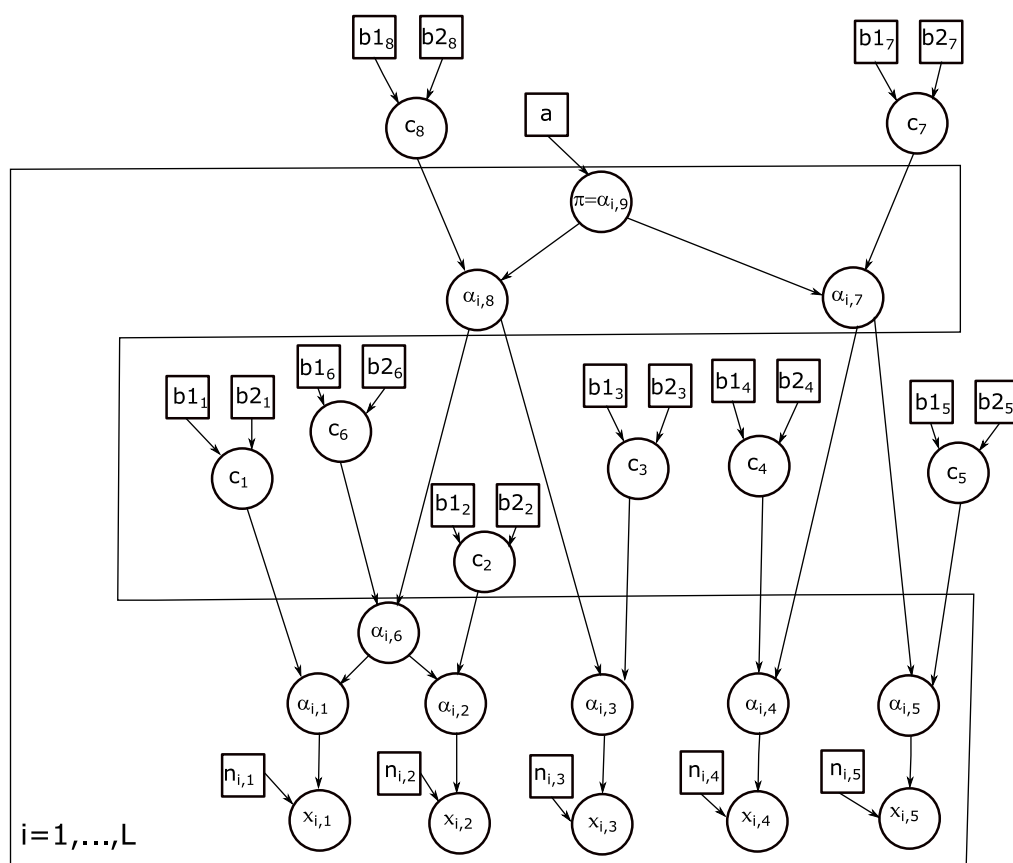 b1₈ b2₈ b1₇ b2₇
c₈ a c₇
π=α_{i,9}
α_{i,8} α_{i,7}
b1₆ b2₆
b1₁ b2₁ b1₃ b2₃ b1₄ b2₄ b1₅ b2₅
c₆
c₁ c₃ c₄ c₅
b1₂ b2₂
c₂
α_{i,6}
α_{i,1} α_{i,2} α_{i,3} α_{i,4} α_{i,5}
n_{i,1} n_{i,2} n_{i,3} n_{i,4} n_{i,5}
x_{i,1} x_{i,2} x_{i,3} x_{i,4} x_{i,5}
i=1,...,L